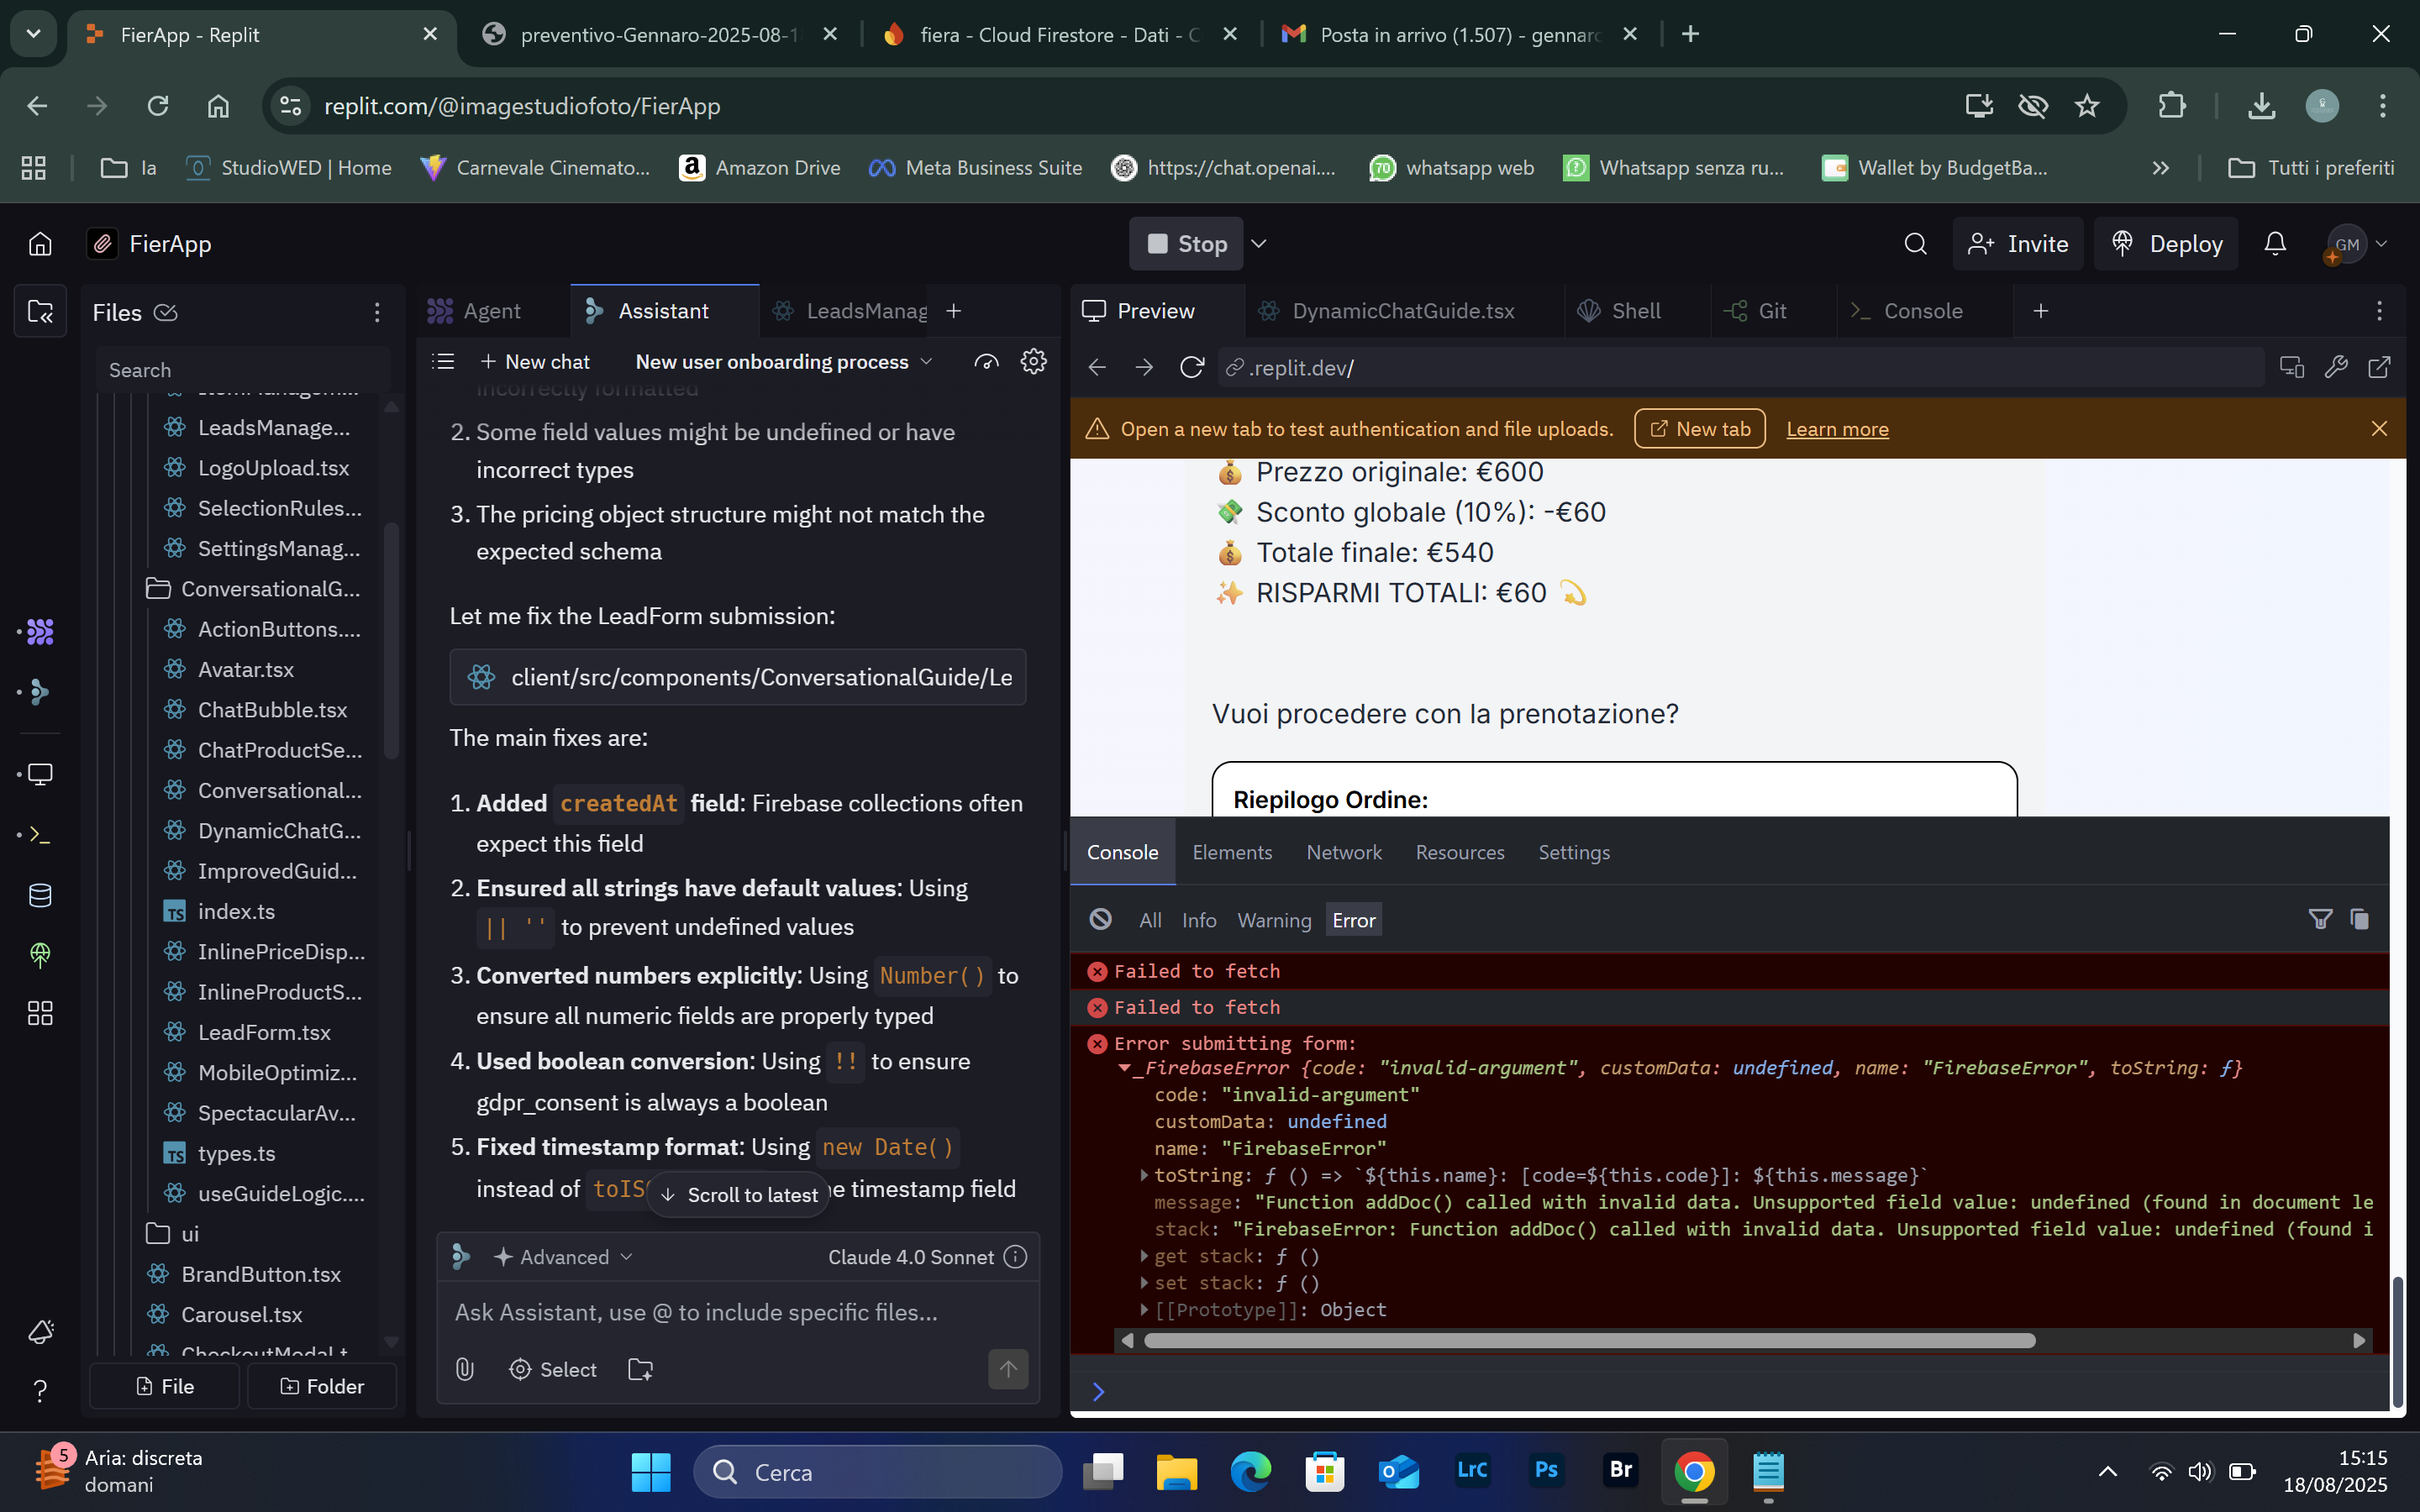 FierApp - Replit
preventivo-Gennaro-2025-08-1
fiera - Cloud Firestore - Dati - C
Posta in arrivo (1.507) - gennaro
replit.com/@imagestudiofoto/FierApp
Ia
StudioWED | Home
Carnevale Cinemato...
Amazon Drive
Meta Business Suite
https://chat.openai....
70
whatsapp web
Whatsapp senza ru...
Wallet by BudgetBa...
Tutti i preferiti
FierApp
Stop
Invite
Deploy
GM
Files
Agent
Assistant
LeadsManag
Preview
DynamicChatGuide.tsx
Shell
Git
Console
Search
New chat
New user onboarding process
.replit.dev/
Open a new tab to test authentication and file uploads.
New tab
Learn more
LeadsManage...
LogoUpload.tsx
SelectionRules...
SettingsManag...
ConversationalG...
ActionButtons....
Avatar.tsx
ChatBubble.tsx
ChatProductSe...
Conversational...
DynamicChatG...
ImprovedGuid...
TS index.ts
InlinePriceDisp...
InlineProductS...
LeadForm.tsx
MobileOptimiz...
SpectacularAv...
TS types.ts
useGuideLogic....
ui
BrandButton.tsx
Carousel.tsx
CheckoutModal.t
File
Folder
incorrectly formatted
2. Some field values might be undefined or have
incorrect types
3. The pricing object structure might not match the
expected schema
Let me fix the LeadForm submission:
client/src/components/ConversationalGuide/Le
The main fixes are:
1. Added createdAt field: Firebase collections often
expect this field
2. Ensured all strings have default values: Using
|| '' to prevent undefined values
3. Converted numbers explicitly: Using Number() to
ensure all numeric fields are properly typed
4. Used boolean conversion: Using !! to ensure
gdpr_consent is always a boolean
5. Fixed timestamp format: Using new Date()
instead of toIS
Scroll to latest
e timestamp field
Advanced
Claude 4.0 Sonnet
Ask Assistant, use @ to include specific files...
Select
💰 Prezzo originale: €600
💸 Sconto globale (10%): -€60
💰 Totale finale: €540
✨ RISPARMI TOTALI: €60 💫
Vuoi procedere con la prenotazione?
Riepilogo Ordine:
Console
Elements
Network
Resources
Settings
All
Info
Warning
Error
Failed to fetch
Failed to fetch
Error submitting form:
_FirebaseError {code: "invalid-argument", customData: undefined, name: "FirebaseError", toString: ƒ}
code: "invalid-argument"
customData: undefined
name: "FirebaseError"
toString: ƒ () => `${this.name}: [code=${this.code}]: ${this.message}`
message: "Function addDoc() called with invalid data. Unsupported field value: undefined (found in document le
stack: "FirebaseError: Function addDoc() called with invalid data. Unsupported field value: undefined (found i
get stack: ƒ ()
set stack: ƒ ()
[[Prototype]]: Object
5
Aria: discreta
domani
Cerca
LrC
Ps
Br
15:15
18/08/2025